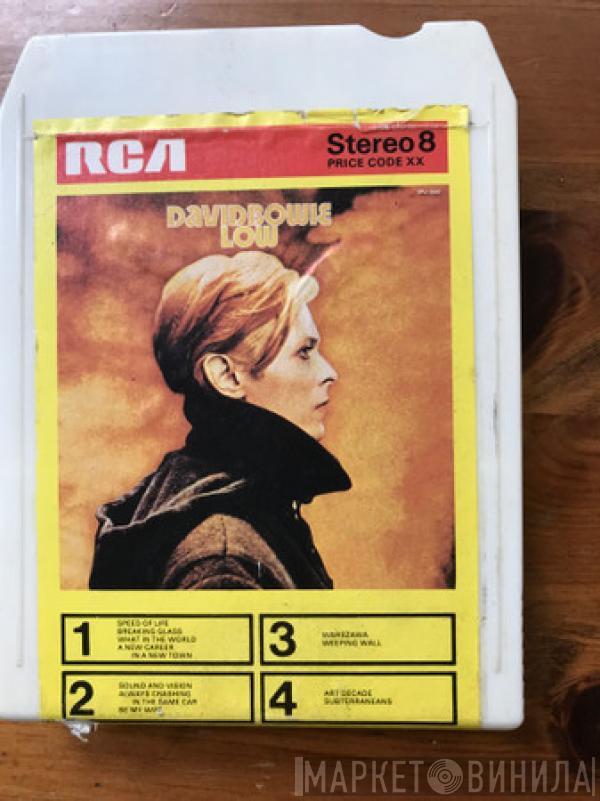 RCA
Stereo 8
PRICE CODE XX
DAVID BOWIE
LOW
1
SPEED OF LIFE
BREAKING GLASS
WHAT IN THE WORLD
A NEW CAREER
IN A NEW TOWN
2
SOUND AND VISION
ALWAYS CRASHING
IN THE SAME CAR
BE MY WIFE
3
WARSZAWA
WEEPING WALL
4
ART DECADE
SUBTERRANEANS
МАРКЕТ ВИНИЛА